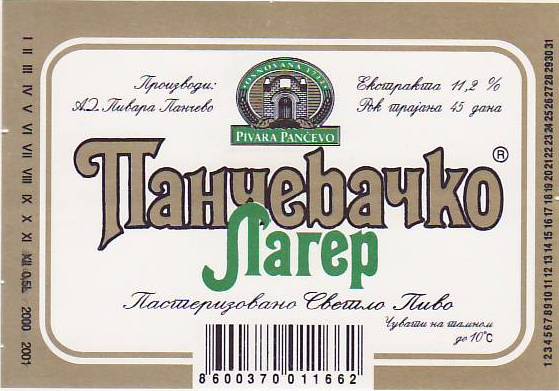 Производи:
А.Д. Пивара Панчево
OSNOVANA 1722.
PIVARA PANČEVO
Екстракта 11,2 %
Рок трајања 45 дана
Панчевачко ®
Лагер
Пастеризовано Светло Пиво
Чувати на тамном
до 10°C
8600370011662
I II III IV V VI VII VIII IX X XI XII 0,5L 2000 2001
1 2 3 4 5 6 7 8 9 10 11 12 13 14 15 16 17 18 19 20 21 22 23 24 25 26 27 28 29 30 31